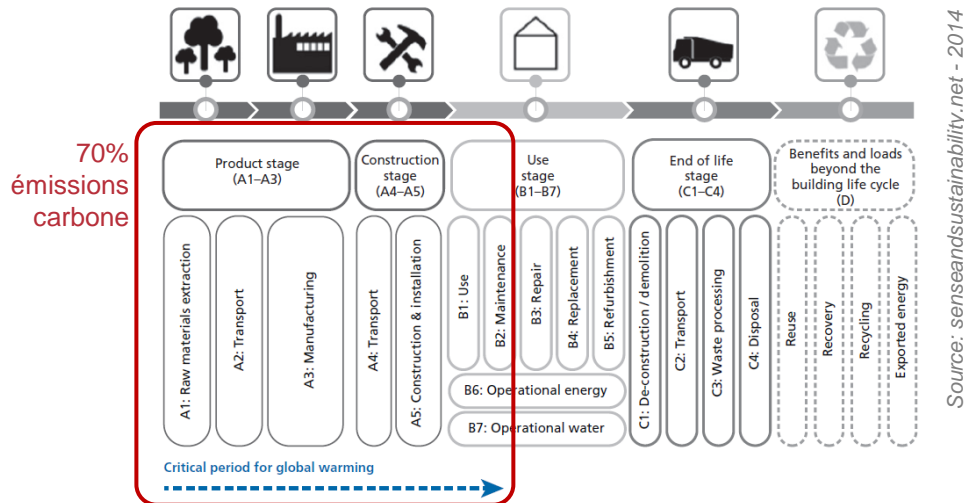 70%
émissions
carbone
Product stage
(A1–A3)
Construction
stage
(A4–A5)
Use
stage
(B1–B7)
End of life
stage
(C1–C4)
Benefits and loads
beyond the
building life cycle
(D)
A1: Raw materials extraction
A2: Transport
A3: Manufacturing
A4: Transport
A5: Construction & installation
B1: Use
B2: Maintenance
B3: Repair
B4: Replacement
B5: Refurbishment
B6: Operational energy
B7: Operational water
C1: De-construction / demolition
C2: Transport
C3: Waste processing
C4: Disposal
Reuse
Recovery
Recycling
Exported energy
Critical period for global warming
Source: senseandsustainability.net - 2014